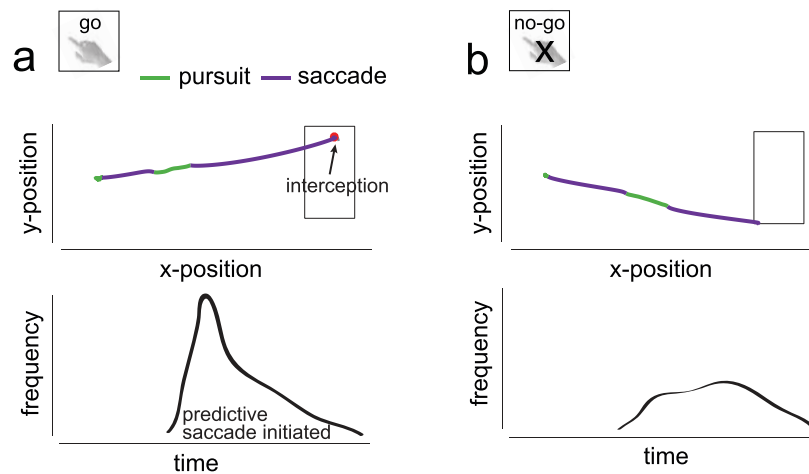 a
go
pursuit
saccade
y-position
interception
x-position
frequency
predictive
saccade initiated
time
b
no-go
X
y-position
x-position
frequency
time